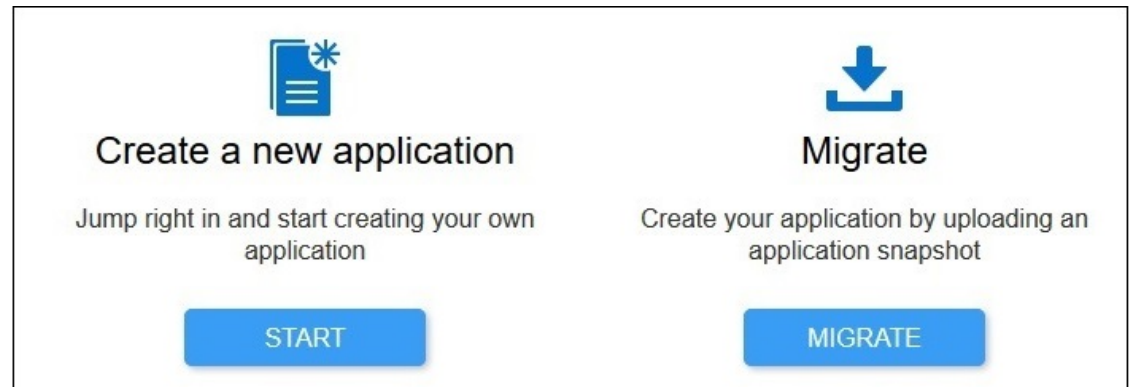 Create a new application
Jump right in and start creating your own
application
START
Migrate
Create your application by uploading an
application snapshot
MIGRATE